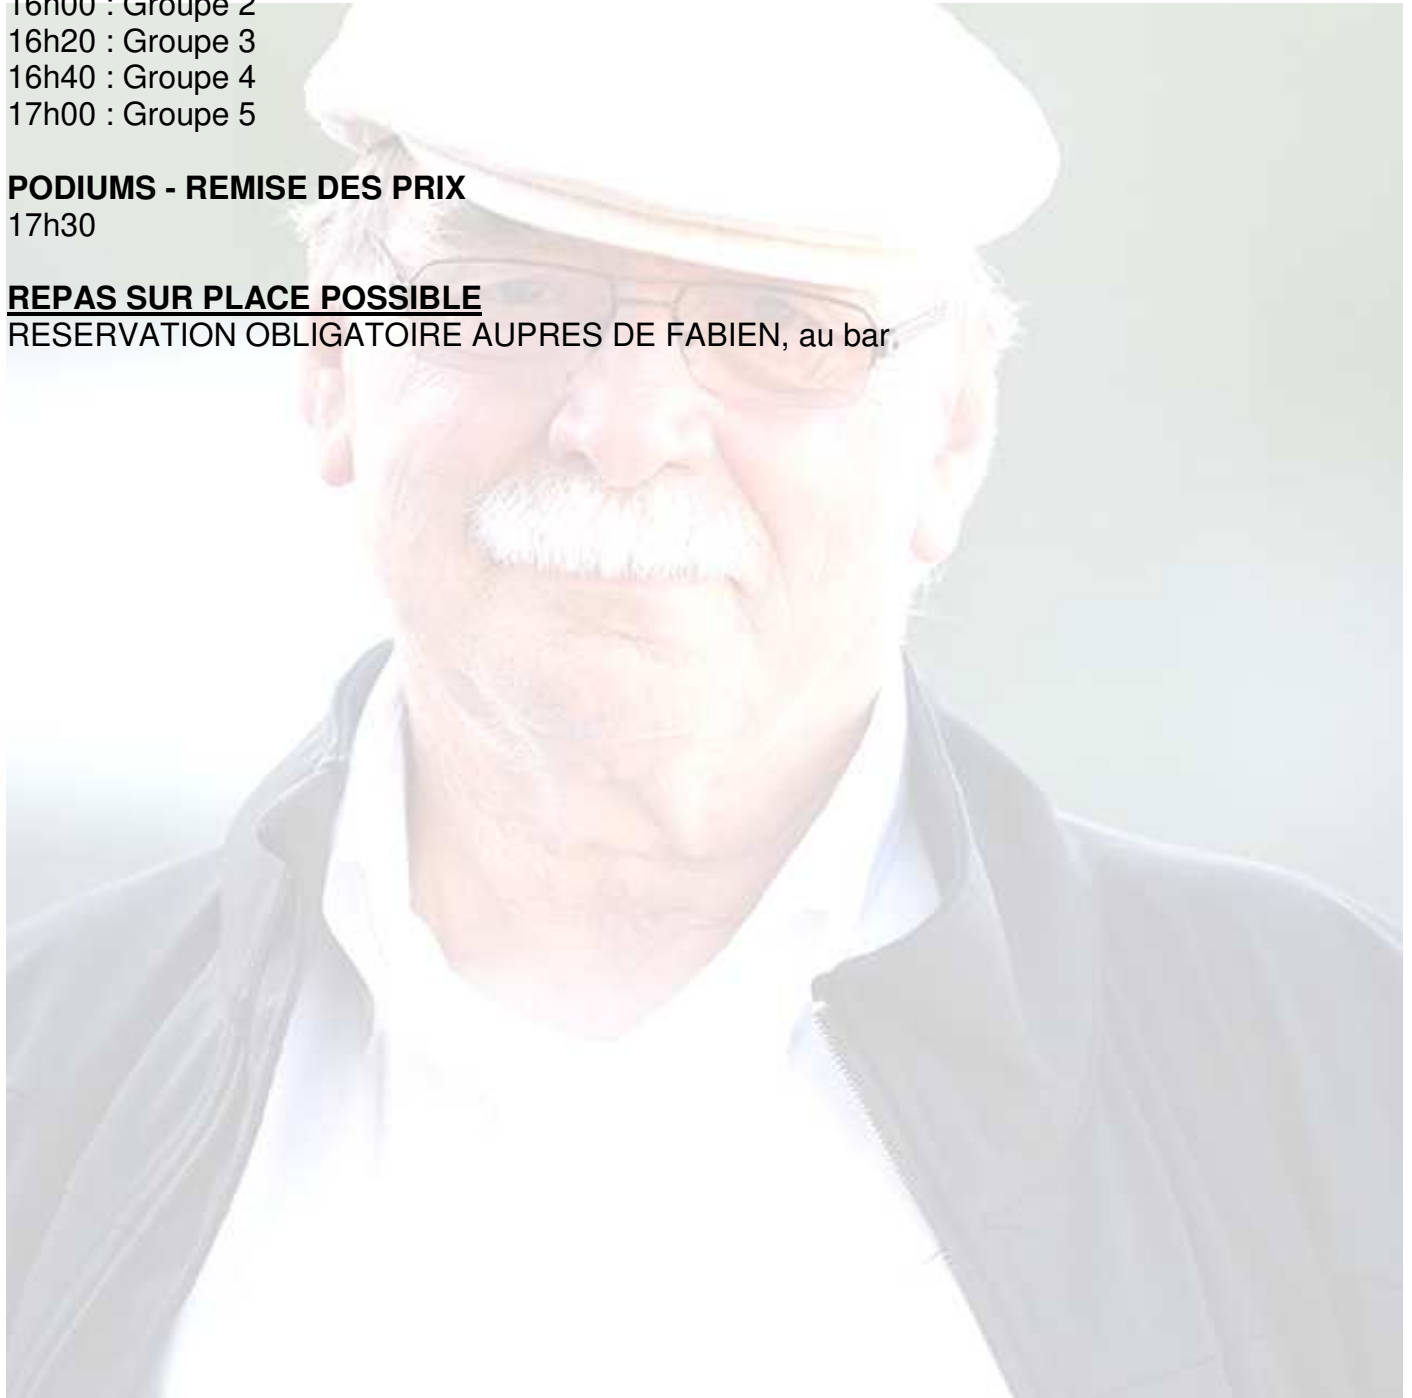 16h00 : Groupe 2
16h20 : Groupe 3
16h40 : Groupe 4
17h00 : Groupe 5
PODIUMS - REMISE DES PRIX
17h30
REPAS SUR PLACE POSSIBLE
RESERVATION OBLIGATOIRE AUPRES DE FABIEN, au bar